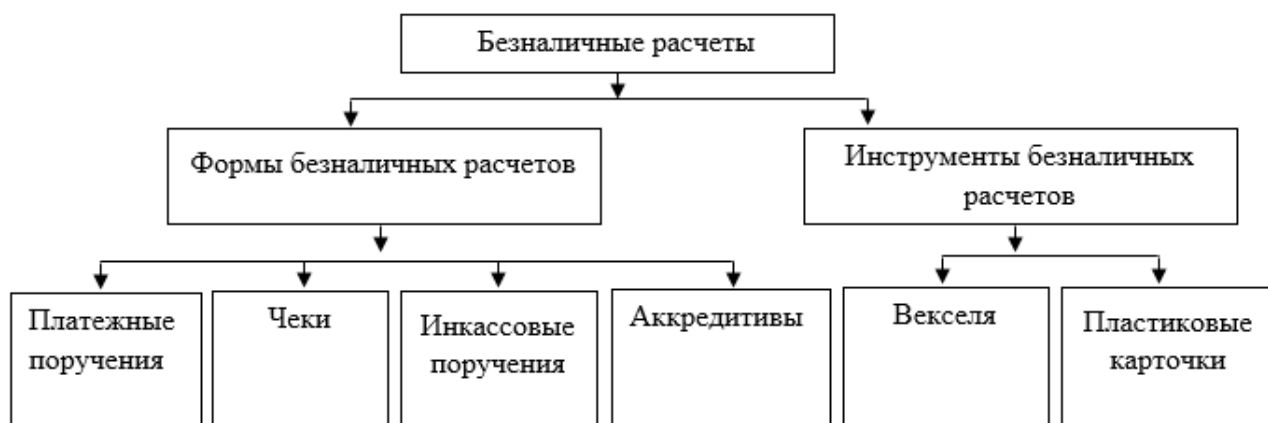 Безналичные расчеты
Формы безналичных расчетов
Инструменты безналичных
расчетов
Платежные
поручения
Чеки
Инкассовые
поручения
Аккредитивы
Векселя
Пластиковые
карточки